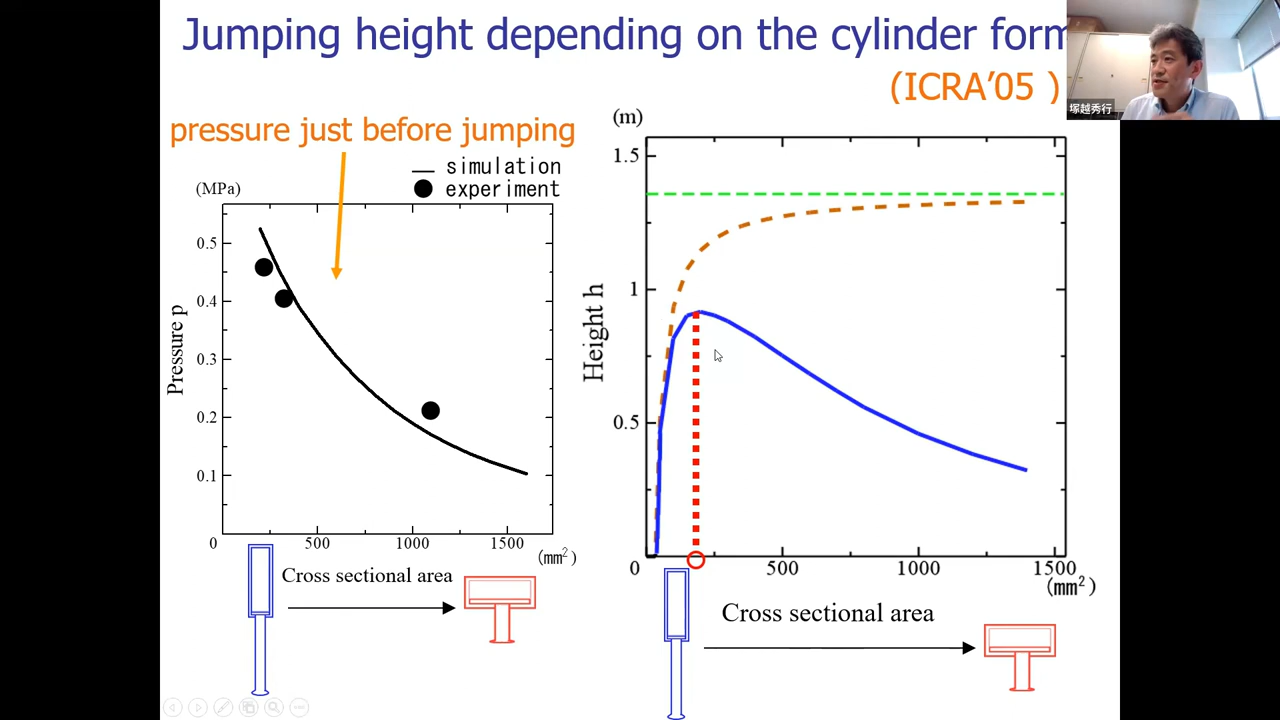 Jumping height depending on the cylinder form
(ICRA'05 )
塚越秀行
pressure just before jumping
simulation
experiment
(MPa)
0.5
0.4
0.3
0.2
0.1
Pressure p
0
500
1000
1500
(mm²)
Cross sectional area
(m)
1.5
1
0.5
Height h
0
500
1000
1500
(mm²)
Cross sectional area